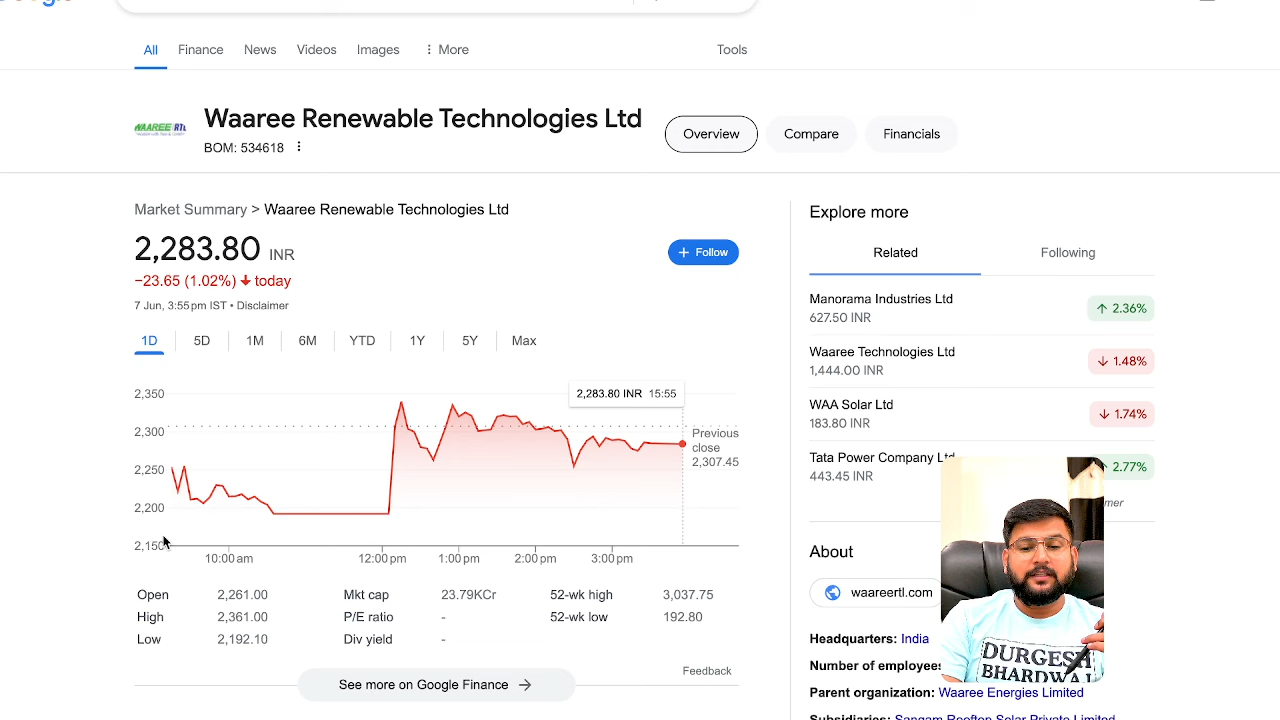 All
Finance
News
Videos
Images
More
Tools
WAAREE RTL
Waaree Renewable Technologies Ltd
BOM: 534618
Overview
Compare
Financials
Market Summary > Waaree Renewable Technologies Ltd
2,283.80 INR
−23.65 (1.02%) ↓ today
7 Jun, 3:55 pm IST • Disclaimer
+ Follow
1D
5D
1M
6M
YTD
1Y
5Y
Max
2,350
2,300
2,250
2,200
2,150
2,283.80 INR 15:55
Previous
close
2,307.45
10:00 am
12:00 pm
1:00 pm
2:00 pm
3:00 pm
Open 2,261.00 Mkt cap 23.79KCr 52-wk high 3,037.75
High 2,361.00 P/E ratio - 52-wk low 192.80
Low 2,192.10 Div yield -
Feedback
See more on Google Finance →
Explore more
Related
Following
Manorama Industries Ltd
627.50 INR
↑ 2.36%
Waaree Technologies Ltd
1,444.00 INR
↓ 1.48%
WAA Solar Ltd
183.80 INR
↓ 1.74%
Tata Power Company Ltd
443.45 INR
2.77%
About
waareertl.com
Headquarters: India
Number of employees
Parent organization: Waaree Energies Limited
Subsidiaries: Sangam Rooftop Solar Private Limited
DURGESH
BHARDWAJ